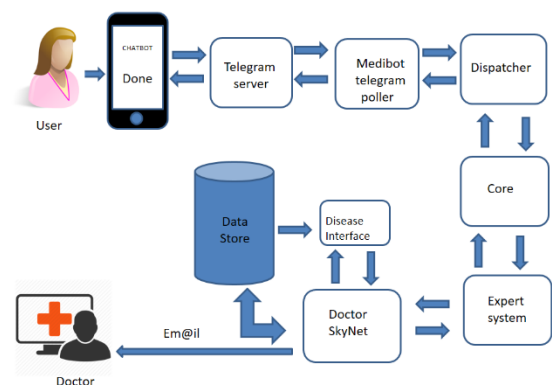 CHATBOT
Done
User
Telegram
server
Medibot
telegram
poller
Dispatcher
Core
Expert
system
Data
Store
Disease
Interface
Doctor
SkyNet
Em@il
Doctor